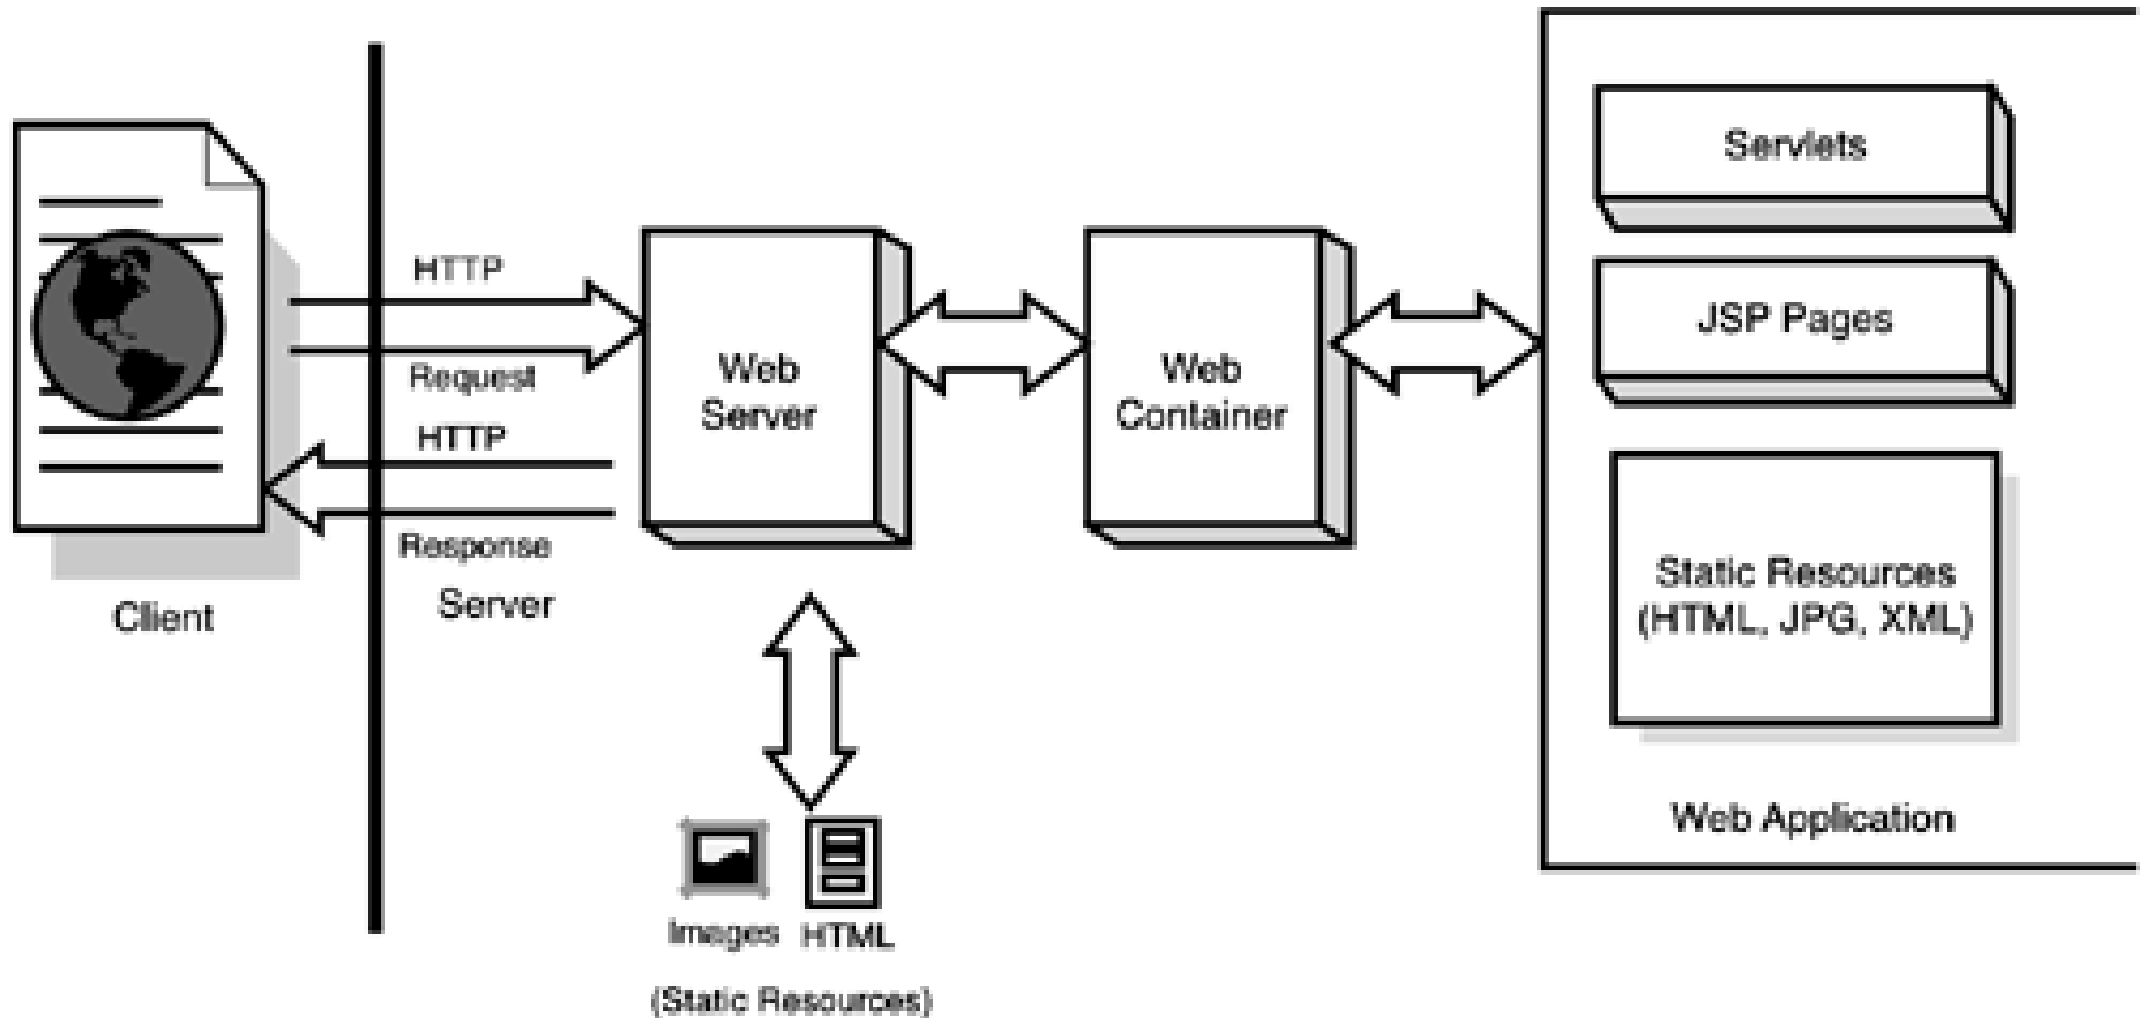 HTTP
Request
HTTP
Response
Server
Client
Web
Server
Web
Container
Images HTML
(Static Resources)
Servlets
JSP Pages
Static Resources
(HTML, JPG, XML)
Web Application